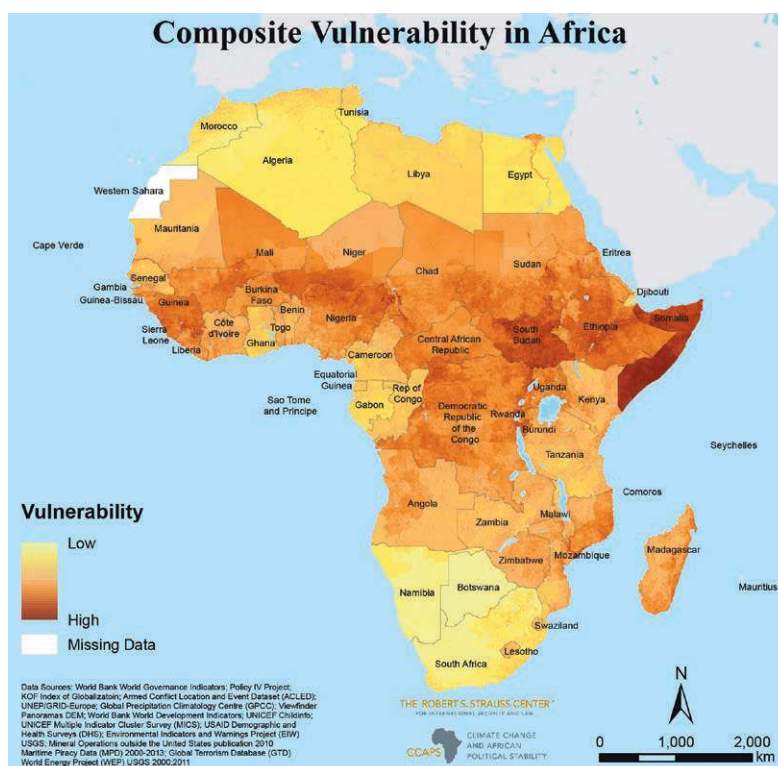 Composite Vulnerability in Africa
Tunisia
Morocco
Algeria
Libya
Egypt
Western Sahara
Mauritania
Cape Verde
Mali
Niger
Chad
Sudan
Eritrea
Senegal
Gambia
Guinea-Bissau
Guinea
Burkina
Faso
Benin
Djibouti
Sierra
Leone
Côte
d'Ivoire
Togo
Nigeria
Ethiopia
Somalia
Liberia
Ghana
Central African
Republic
South
Sudan
Cameroon
Equatorial
Guinea
Sao Tome
and Principe
Gabon
Rep of
Congo
Democratic
Republic
of the
Congo
Uganda
Rwanda
Kenya
Burundi
Tanzania
Seychelles
Comoros
Angola
Zambia
Malawi
Zimbabwe
Mozambique
Madagascar
Mauritius
Namibia
Botswana
Swaziland
Lesotho
South Africa
Vulnerability
Low
High
Missing Data
Data Sources: World Bank World Governance Indicators; Policy IV Project;
KOF Index of Globalizatoin; Armed Conflict Location and Event Dataset (ACLED);
UNEP/GRID-Europe; Global Precipitation Climatology Centre (GPCC); Viewfinder
Panoramas DEM; World Bank World Development Indicators; UNICEF Childinfo;
UNICEF Multiple Indicator Cluster Survey (MICS); USAID Demographic and
Health Surveys (DHS); Environmental Indicators and Warnings Project (EIW)
USGS; Mineral Operations outside the United States publication 2010
Maritime Piracy Data (MPD) 2000-2013; Global Terrorism Database (GTD)
World Energy Project (WEP) USGS 2000;2011
THE ROBERT S. STRAUSS CENTER
FOR INTERNATIONAL SECURITY AND LAW
CCAPS
CLIMATE CHANGE
AND AFRICAN
POLITICAL STABILITY
N
0 1,000 2,000
km